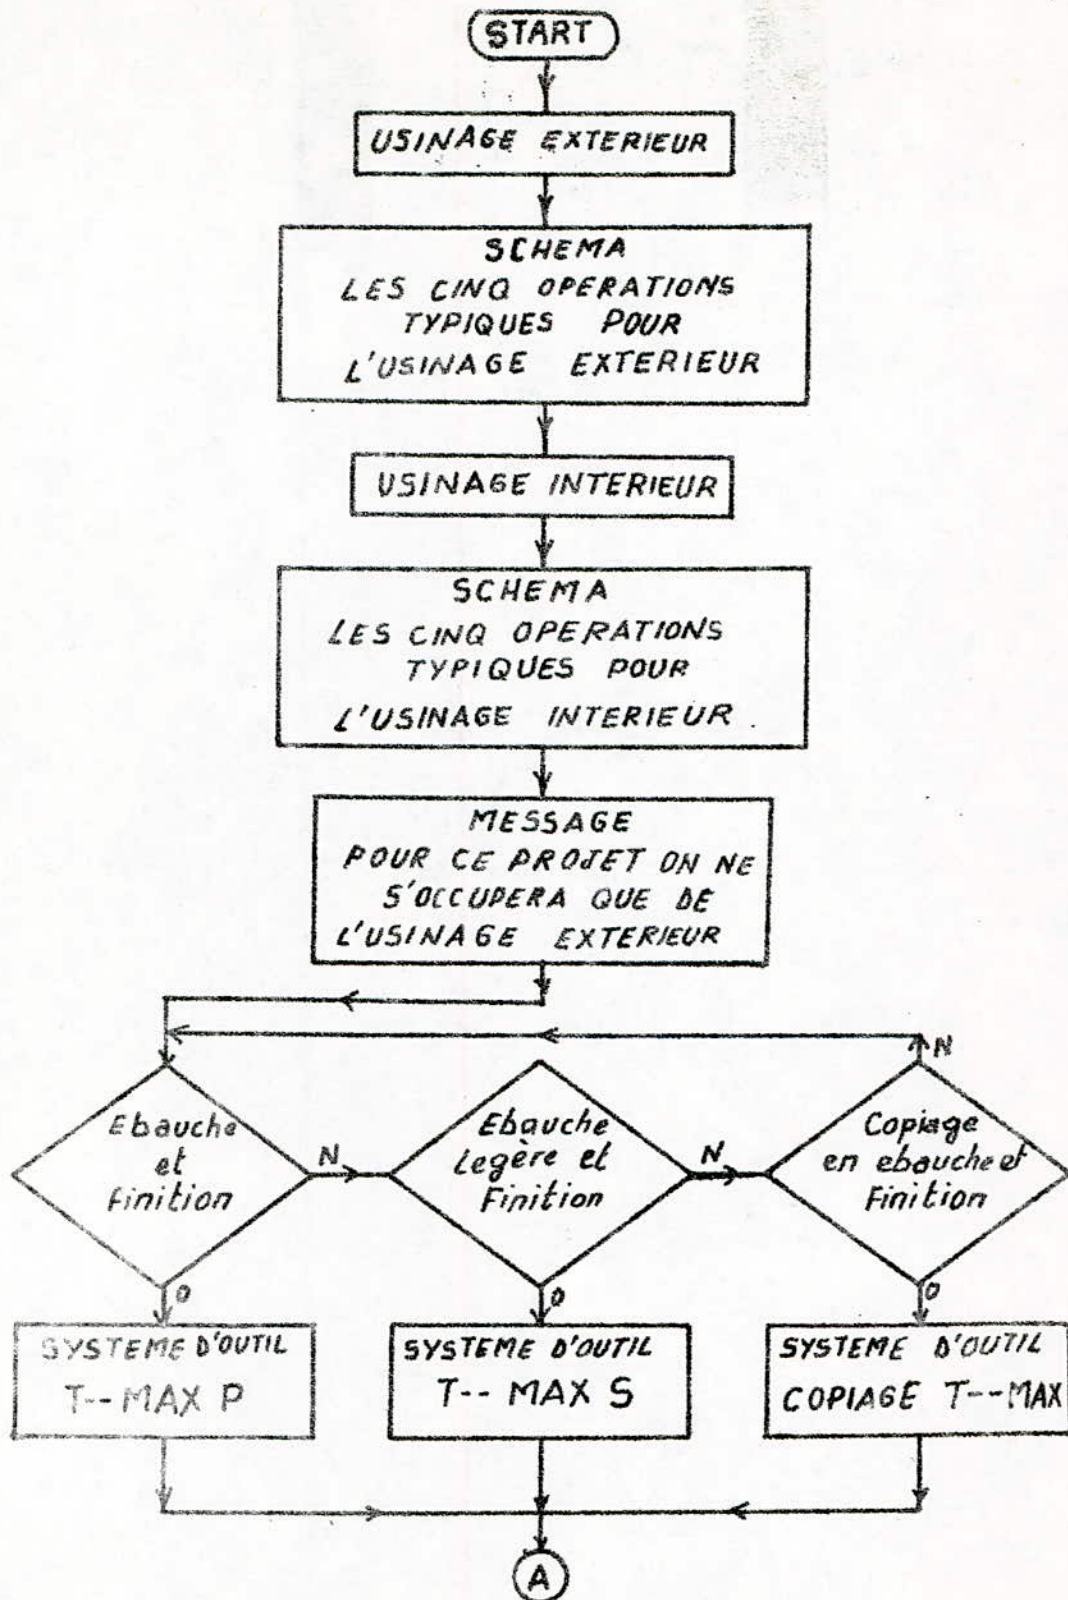 START
USINAGE EXTERIEUR
SCHEMA
LES CINQ OPERATIONS
TYPIQUES POUR
L'USINAGE EXTERIEUR
USINAGE INTERIEUR
SCHEMA
LES CINQ OPERATIONS
TYPIQUES POUR
L'USINAGE INTERIEUR.
MESSAGE
POUR CE PROJET ON NE
S'OCCUPERA QUE DE
L'USINAGE EXTERIEUR
Ebauche
et
finition
N
O
Ebauche
Legère et
Finition
N
O
Copiage
en ebauche et
Finition
N
O
SYSTEME D'OUTIL
T-- MAX P
SYSTEME D'OUTIL
T-- MAX S
SYSTEME D'OUTIL
COPIAGE T--MAX
A